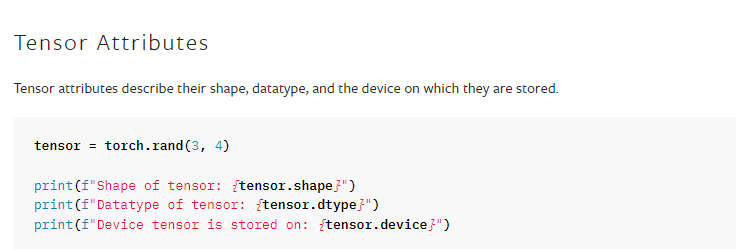 Tensor Attributes
Tensor attributes describe their shape, datatype, and the device on which they are stored.
tensor = torch.rand(3, 4)
print(f"Shape of tensor: {tensor.shape}")
print(f"Datatype of tensor: {tensor.dtype}")
print(f"Device tensor is stored on: {tensor.device}")